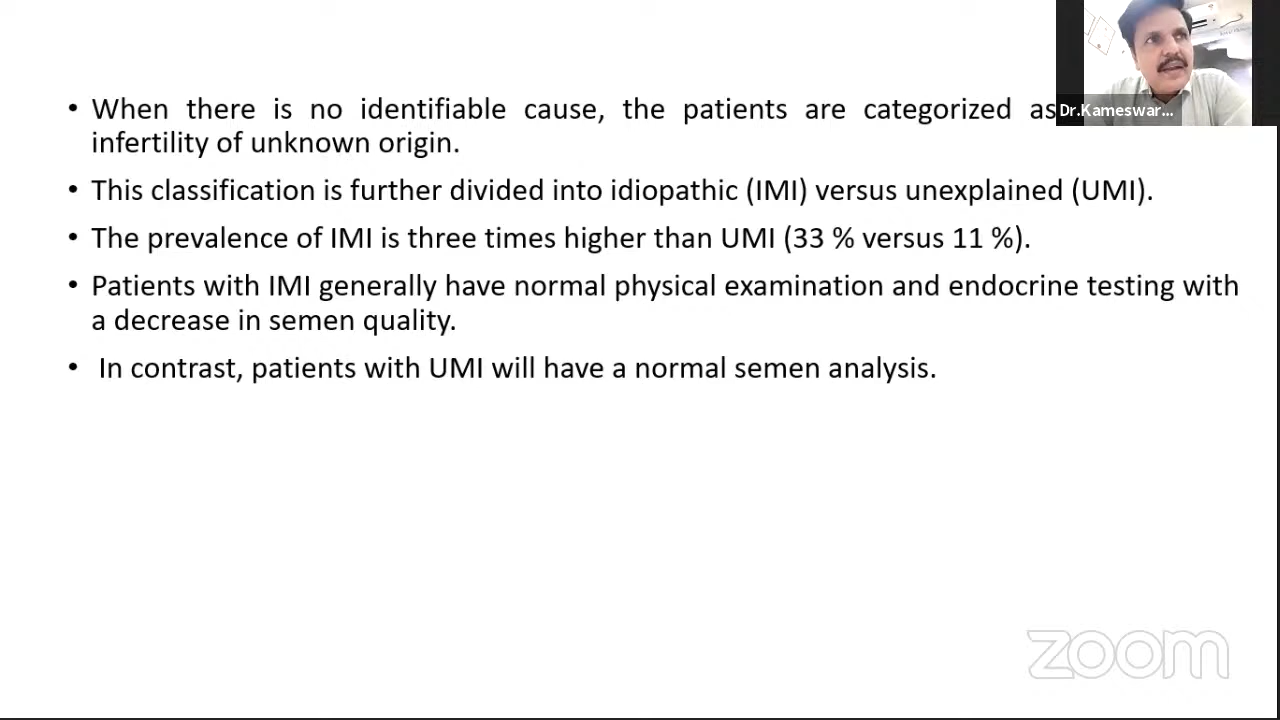 • When there is no identifiable cause, the patients are categorized as
infertility of unknown origin.
• This classification is further divided into idiopathic (IMI) versus unexplained (UMI).
• The prevalence of IMI is three times higher than UMI (33 % versus 11 %).
• Patients with IMI generally have normal physical examination and endocrine testing with
a decrease in semen quality.
• In contrast, patients with UMI will have a normal semen analysis.
Dr.Kameswar...
zoom